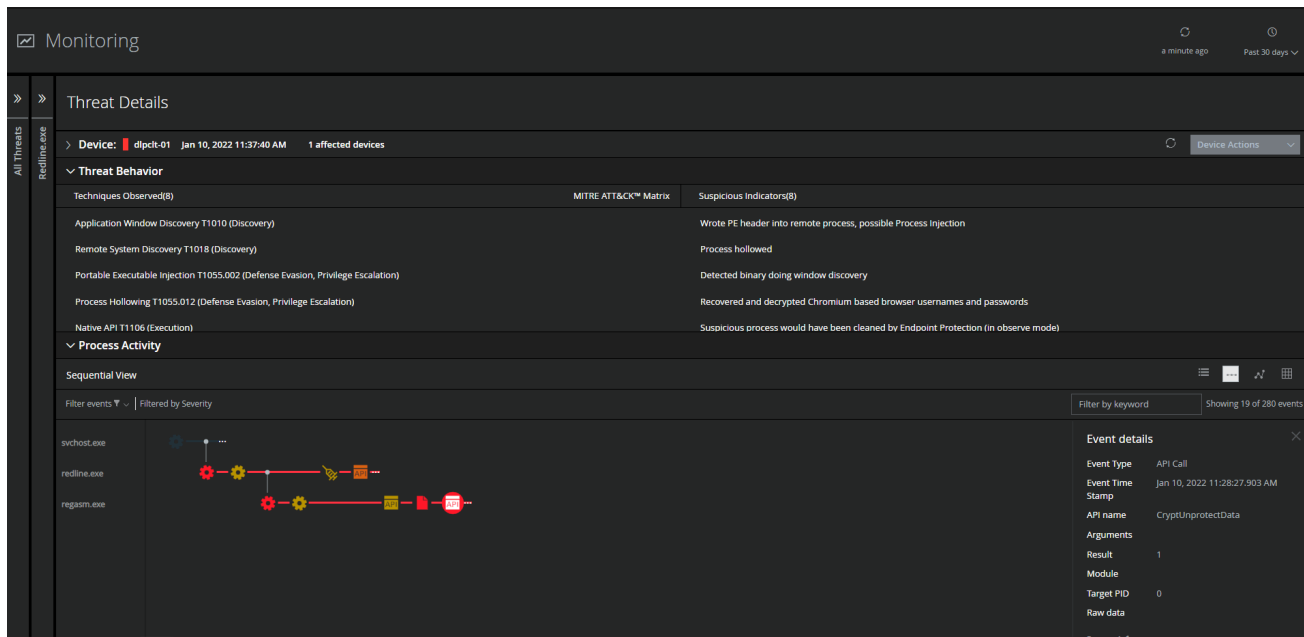 Monitoring
a minute ago
Past 30 days
All Threats
Redline.exe
Threat Details
Device: dlpclt-01 Jan 10, 2022 11:37:40 AM 1 affected devices
Device Actions
Threat Behavior
Techniques Observed(8) MITRE ATT&CK™ Matrix Suspicious Indicators(8)
Application Window Discovery T1010 (Discovery) Wrote PE header into remote process, possible Process Injection
Remote System Discovery T1018 (Discovery) Process hollowed
Portable Executable Injection T1055.002 (Defense Evasion, Privilege Escalation) Detected binary doing window discovery
Process Hollowing T1055.012 (Defense Evasion, Privilege Escalation) Recovered and decrypted Chromium based browser usernames and passwords
Native API T1106 (Execution) Suspicious process would have been cleaned by Endpoint Protection (in observe mode)
Process Activity
Sequential View
Filter events Filtered by Severity Filter by keyword Showing 19 of 280 events
svchost.exe
redline.exe API
regasm.exe API API
Event details
Event Type API Call
Event Time Stamp Jan 10, 2022 11:28:27.903 AM
API name CryptUnprotectData
Arguments
Result 1
Module
Target PID 0
Raw data